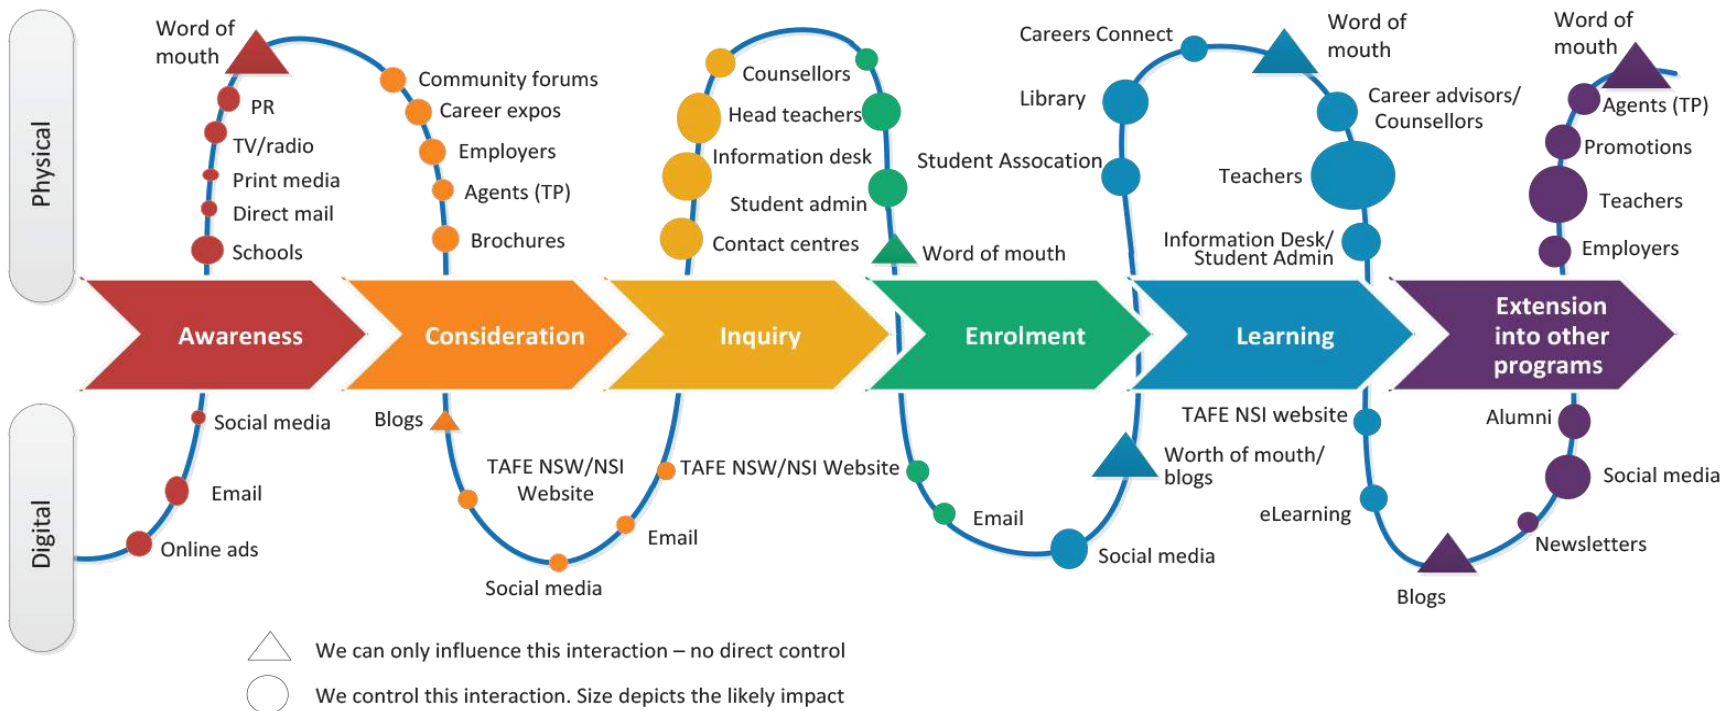 Physical
Word of
mouth
PR
TV/radio
Print media
Direct mail
Schools
Community forums
Career expos
Employers
Agents (TP)
Brochures
Counsellors
Head teachers
Information desk
Student admin
Contact centres
Word of mouth
Careers Connect
Library
Student Assocation
Word of
mouth
Career advisors/
Counsellors
Teachers
Information Desk/
Student Admin
Word of
mouth
Agents (TP)
Promotions
Teachers
Employers
Awareness
Consideration
Inquiry
Enrolment
Learning
Extension
into other
programs
Digital
Social media
Email
Online ads
Blogs
TAFE NSW/NSI
Website
Social media
Email
TAFE NSW/NSI Website
Email
Social media
Worth of mouth/
blogs
TAFE NSI website
eLearning
Blogs
Alumni
Social media
Newsletters
We can only influence this interaction – no direct control
We control this interaction. Size depicts the likely impact